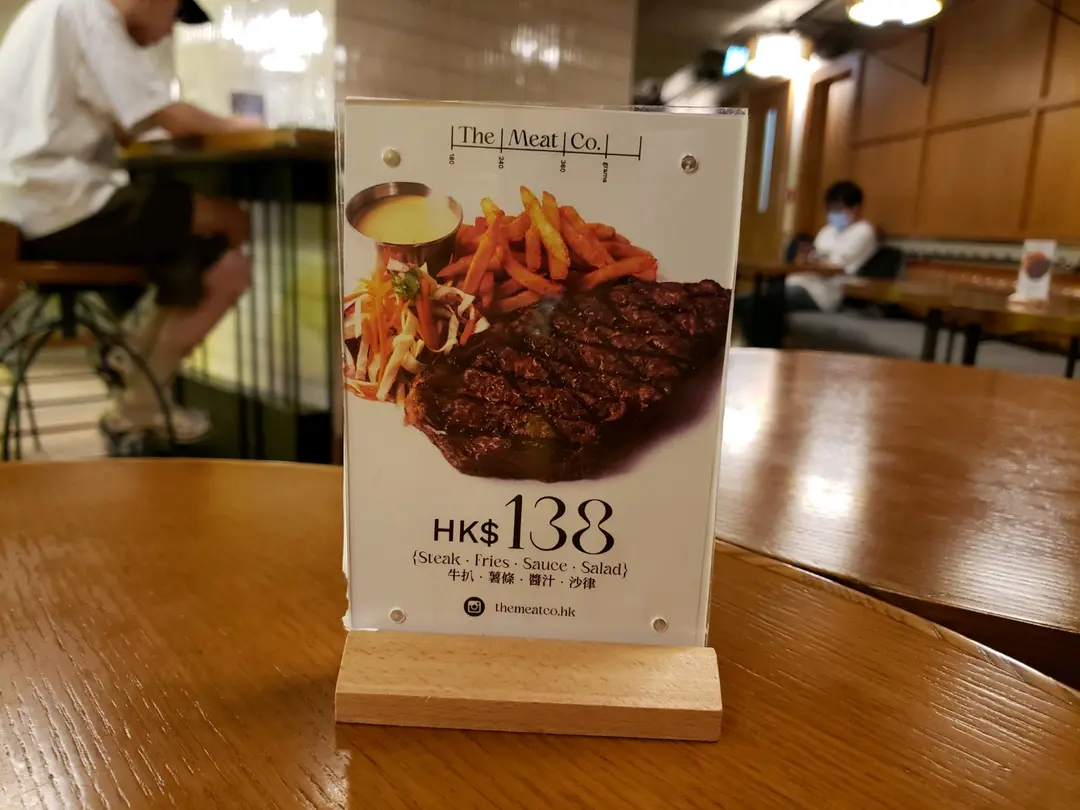 The Meat Co.
180 240 360 grams
HK$138
{Steak · Fries · Sauce · Salad}
牛扒 · 薯條 · 醬汁 · 沙律
themeatco.hk